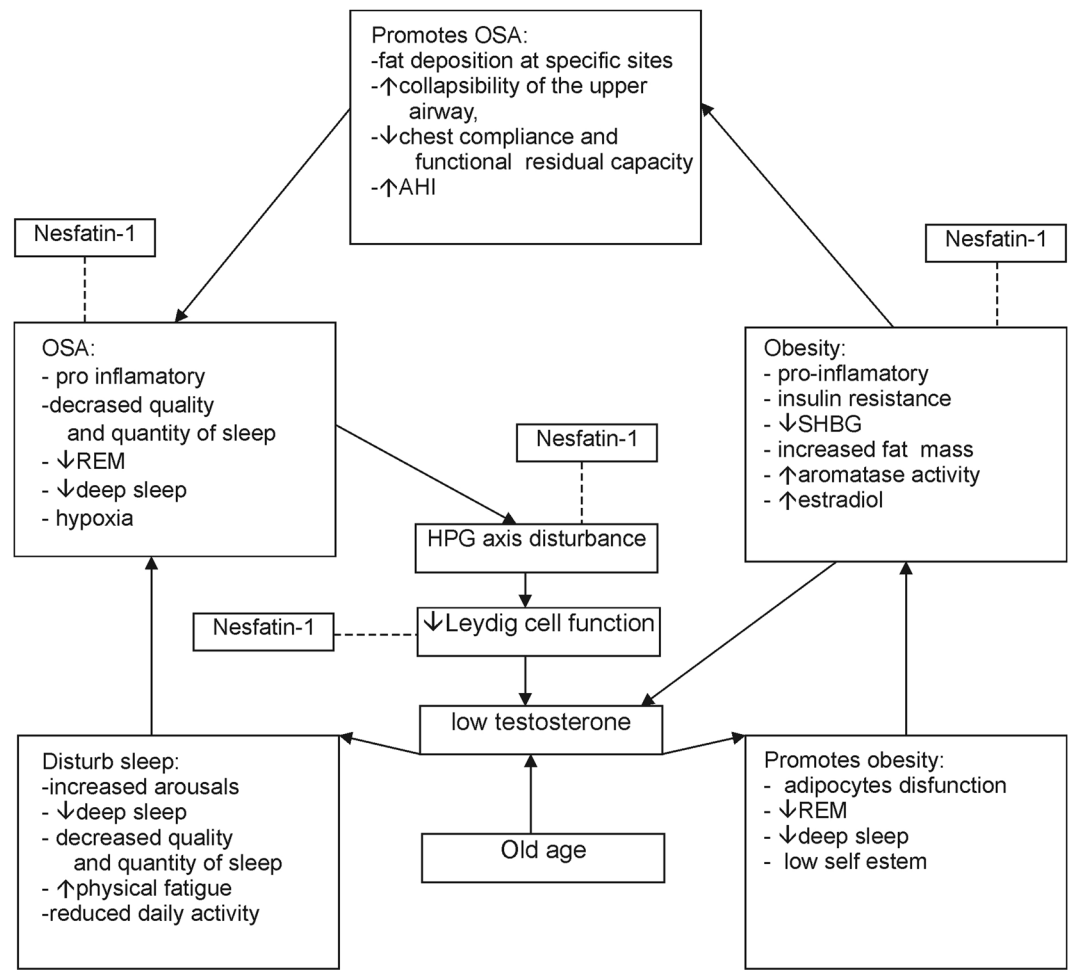 Promotes OSA:
-fat deposition at specific sites
-↑collapsibility of the upper
airway,
-↓chest compliance and
functional residual capacity
-↑AHI
Nesfatin-1
Nesfatin-1
OSA:
- pro inflamatory
-decrased quality
and quantity of sleep
- ↓REM
- ↓deep sleep
- hypoxia
Obesity:
- pro-inflamatory
- insulin resistance
- ↓SHBG
- increased fat mass
- ↑aromatase activity
- ↑estradiol
Nesfatin-1
HPG axis disturbance
Nesfatin-1
↓Leydig cell function
low testosterone
Disturb sleep:
-increased arousals
- ↓deep sleep
- decreased quality
and quantity of sleep
- ↑physical fatigue
-reduced daily activity
Promotes obesity:
- adipocytes disfunction
- ↓REM
- ↓deep sleep
- low self estem
Old age